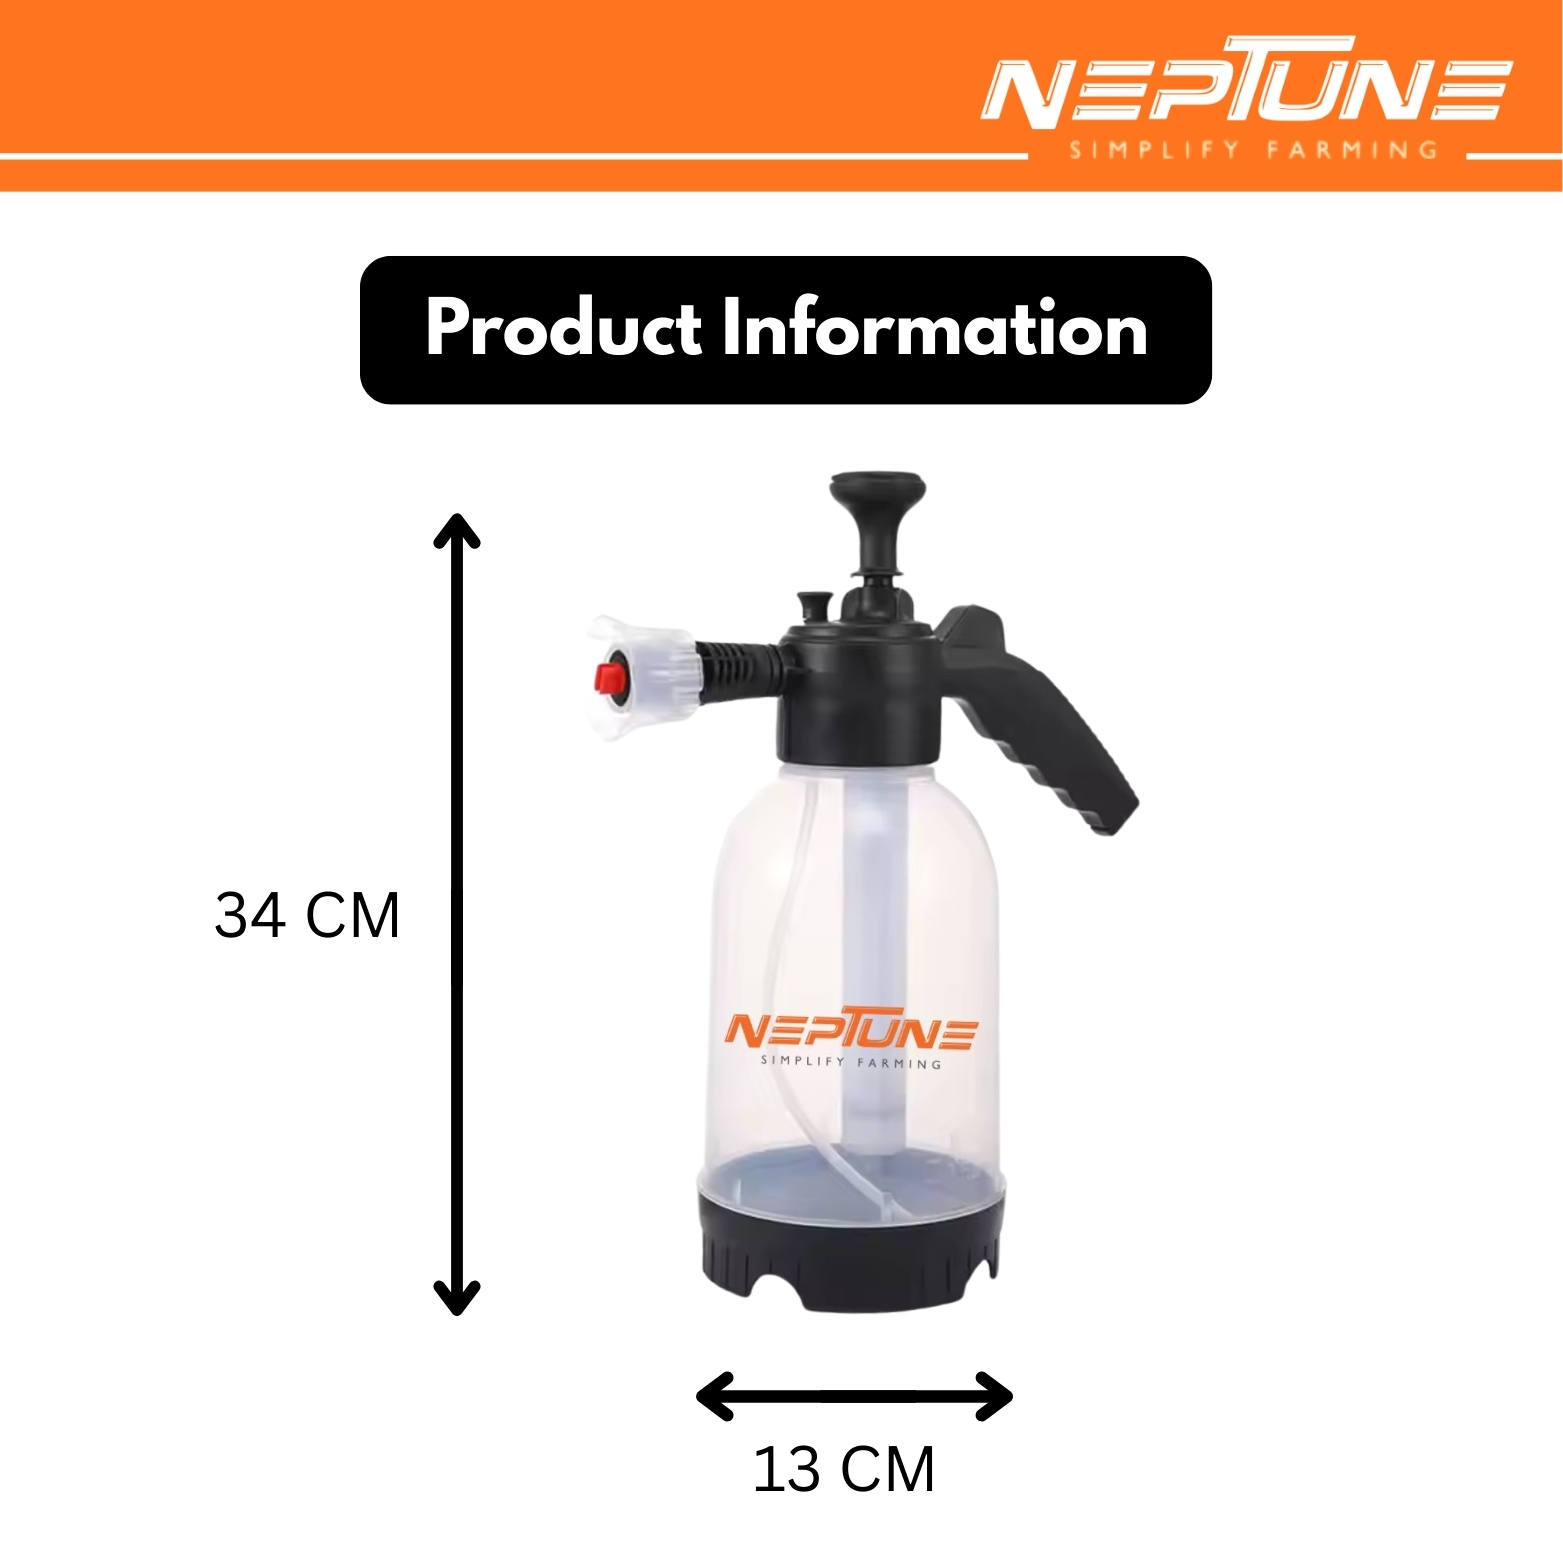 NEPTUNE
SIMPLIFY FARMING
Product Information
34 CM
NEPTUNE
SIMPLIFY FARMING
13 CM